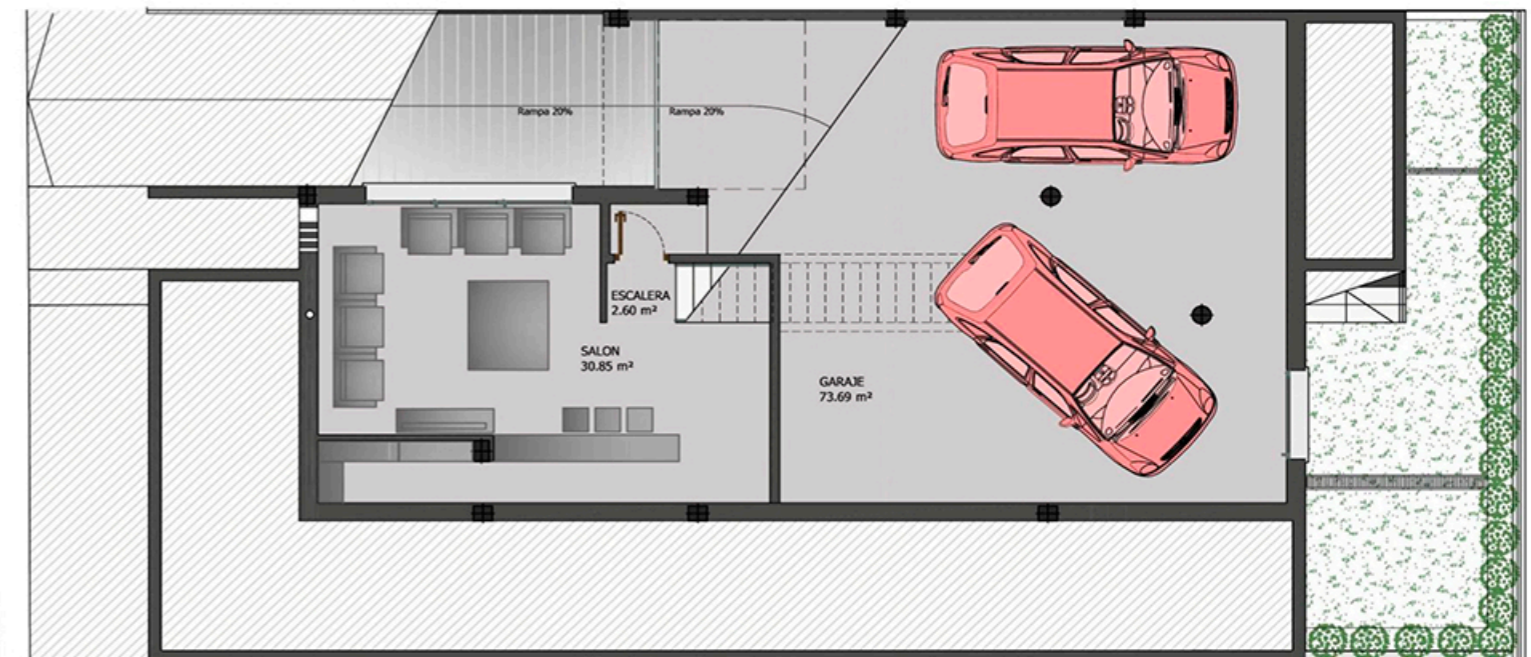 Rampa 20%
Rampa 20%
ESCALERA
2.60 m²
SALON
30.85 m²
GARAJE
73.69 m²